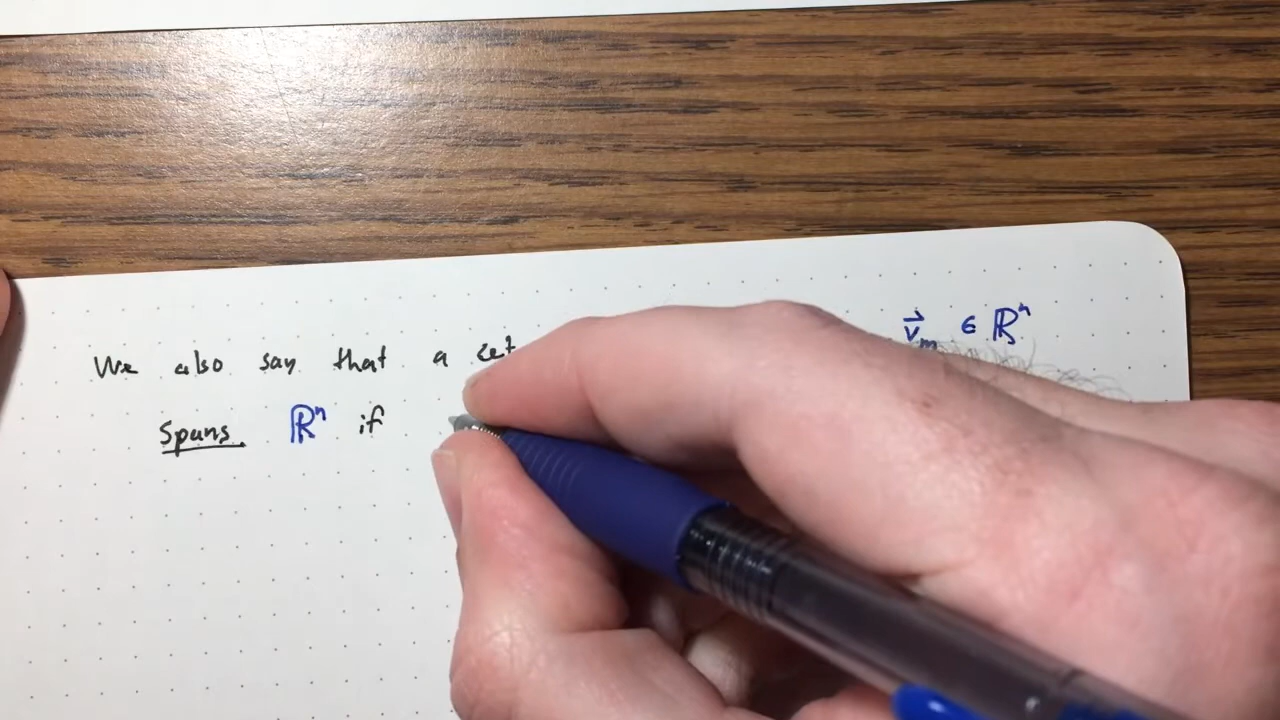 We also say that a set v⃗ₘ ∈ ℝⁿ
Spans ℝⁿ if